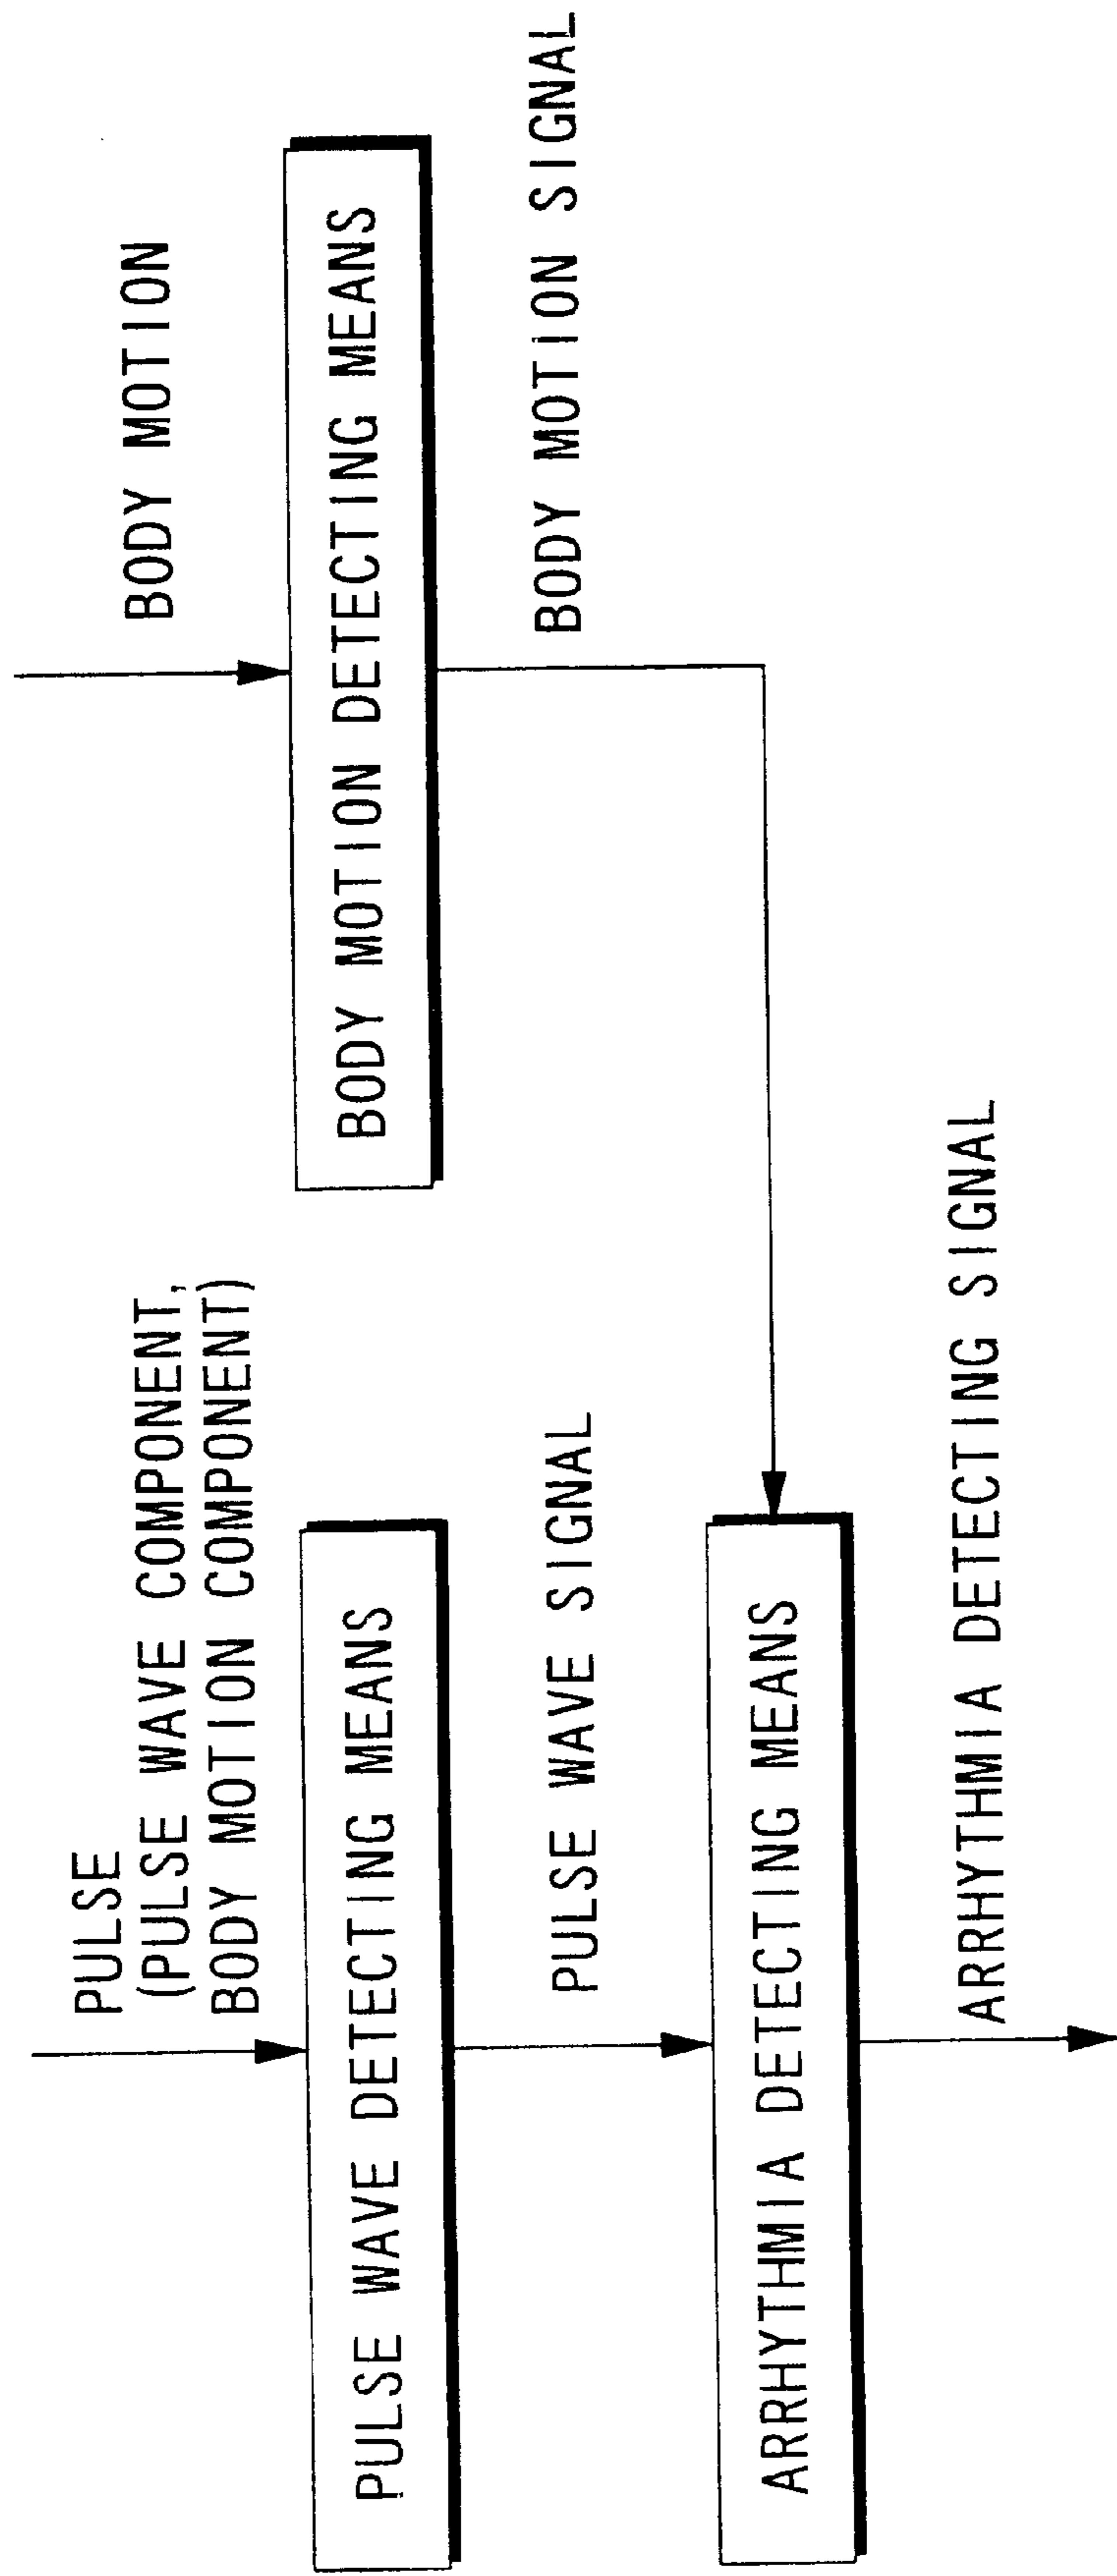 PULSE
(PULSE WAVE COMPONENT,
BODY MOTION COMPONENT)
BODY MOTION
PULSE WAVE DETECTING MEANS
BODY MOTION DETECTING MEANS
PULSE WAVE SIGNAL
BODY MOTION SIGNAL
ARRHYTHMIA DETECTING MEANS
ARRHYTHMIA DETECTING SIGNAL